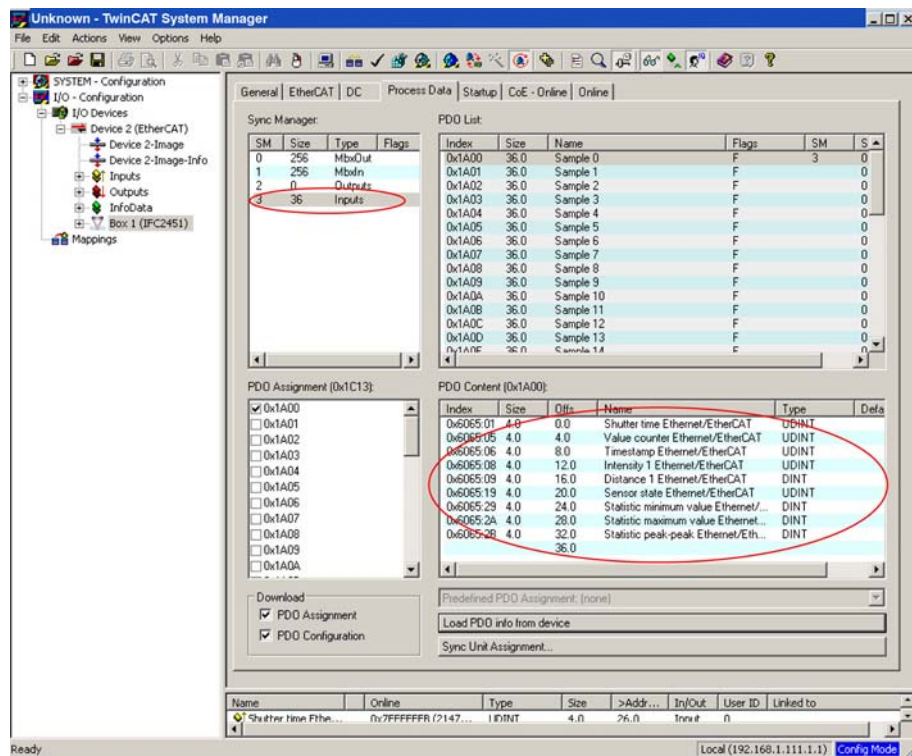 Unknown - TwinCAT System Manager
File Edit Actions View Options Help
SYSTEM - Configuration
I/O - Configuration
I/O Devices
Device 2 (EtherCAT)
Device 2-Image
Device 2-Image-Info
Inputs
Outputs
InfoData
Box 1 (IFC2451)
Mappings
General EtherCAT DC Process Data Startup CoE - Online Online
Sync Manager:
SM Size Type Flags
0 256 MbxOut
1 256 MbxIn
2 0 Outputs
3 36 Inputs
PDO List:
Index Size Name Flags SM S
0x1A00 36.0 Sample 0 F 3 0
0x1A01 36.0 Sample 1 F 0
0x1A02 36.0 Sample 2 F 0
0x1A03 36.0 Sample 3 F 0
0x1A04 36.0 Sample 4 F 0
0x1A05 36.0 Sample 5 F 0
0x1A06 36.0 Sample 6 F 0
0x1A07 36.0 Sample 7 F 0
0x1A08 36.0 Sample 8 F 0
0x1A09 36.0 Sample 9 F 0
0x1A0A 36.0 Sample 10 F 0
0x1A0B 36.0 Sample 11 F 0
0x1A0C 36.0 Sample 12 F 0
0x1A0D 36.0 Sample 13 F 0
0x1A0E 36.0 Sample 14 F 0
PDO Assignment (0x1C13):
0x1A00
0x1A01
0x1A02
0x1A03
0x1A04
0x1A05
0x1A06
0x1A07
0x1A08
0x1A09
0x1A0A
PDO Content (0x1A00):
Index Size Offs Name Type Defa
0x6065:01 4.0 0.0 Shutter time Ethernet/EtherCAT UDINT
0x6065:05 4.0 4.0 Value counter Ethernet/EtherCAT UDINT
0x6065:06 4.0 8.0 Timestamp Ethernet/EtherCAT UDINT
0x6065:08 4.0 12.0 Intensity 1 Ethernet/EtherCAT UDINT
0x6065:09 4.0 16.0 Distance 1 Ethernet/EtherCAT DINT
0x6065:19 4.0 20.0 Sensor state Ethernet/EtherCAT UDINT
0x6065:29 4.0 24.0 Statistic minimum value Ethernet/... DINT
0x6065:2A 4.0 28.0 Statistic maximum value Ethernet... DINT
0x6065:2B 4.0 32.0 Statistic peak-peak Ethernet/Eth... DINT
36.0
Download
PDO Assignment
PDO Configuration
Predefined PDO Assignment: (none)
Load PDO info from device
Sync Unit Assignment...
Name Online Type Size >Addr... In/Out User ID Linked to
Shutter time Ethe... 0x7FFFFFFB (2147... UDINT 4.0 26.0 Input 0
Ready
Local (192.168.1.111.1.1) Config Mode